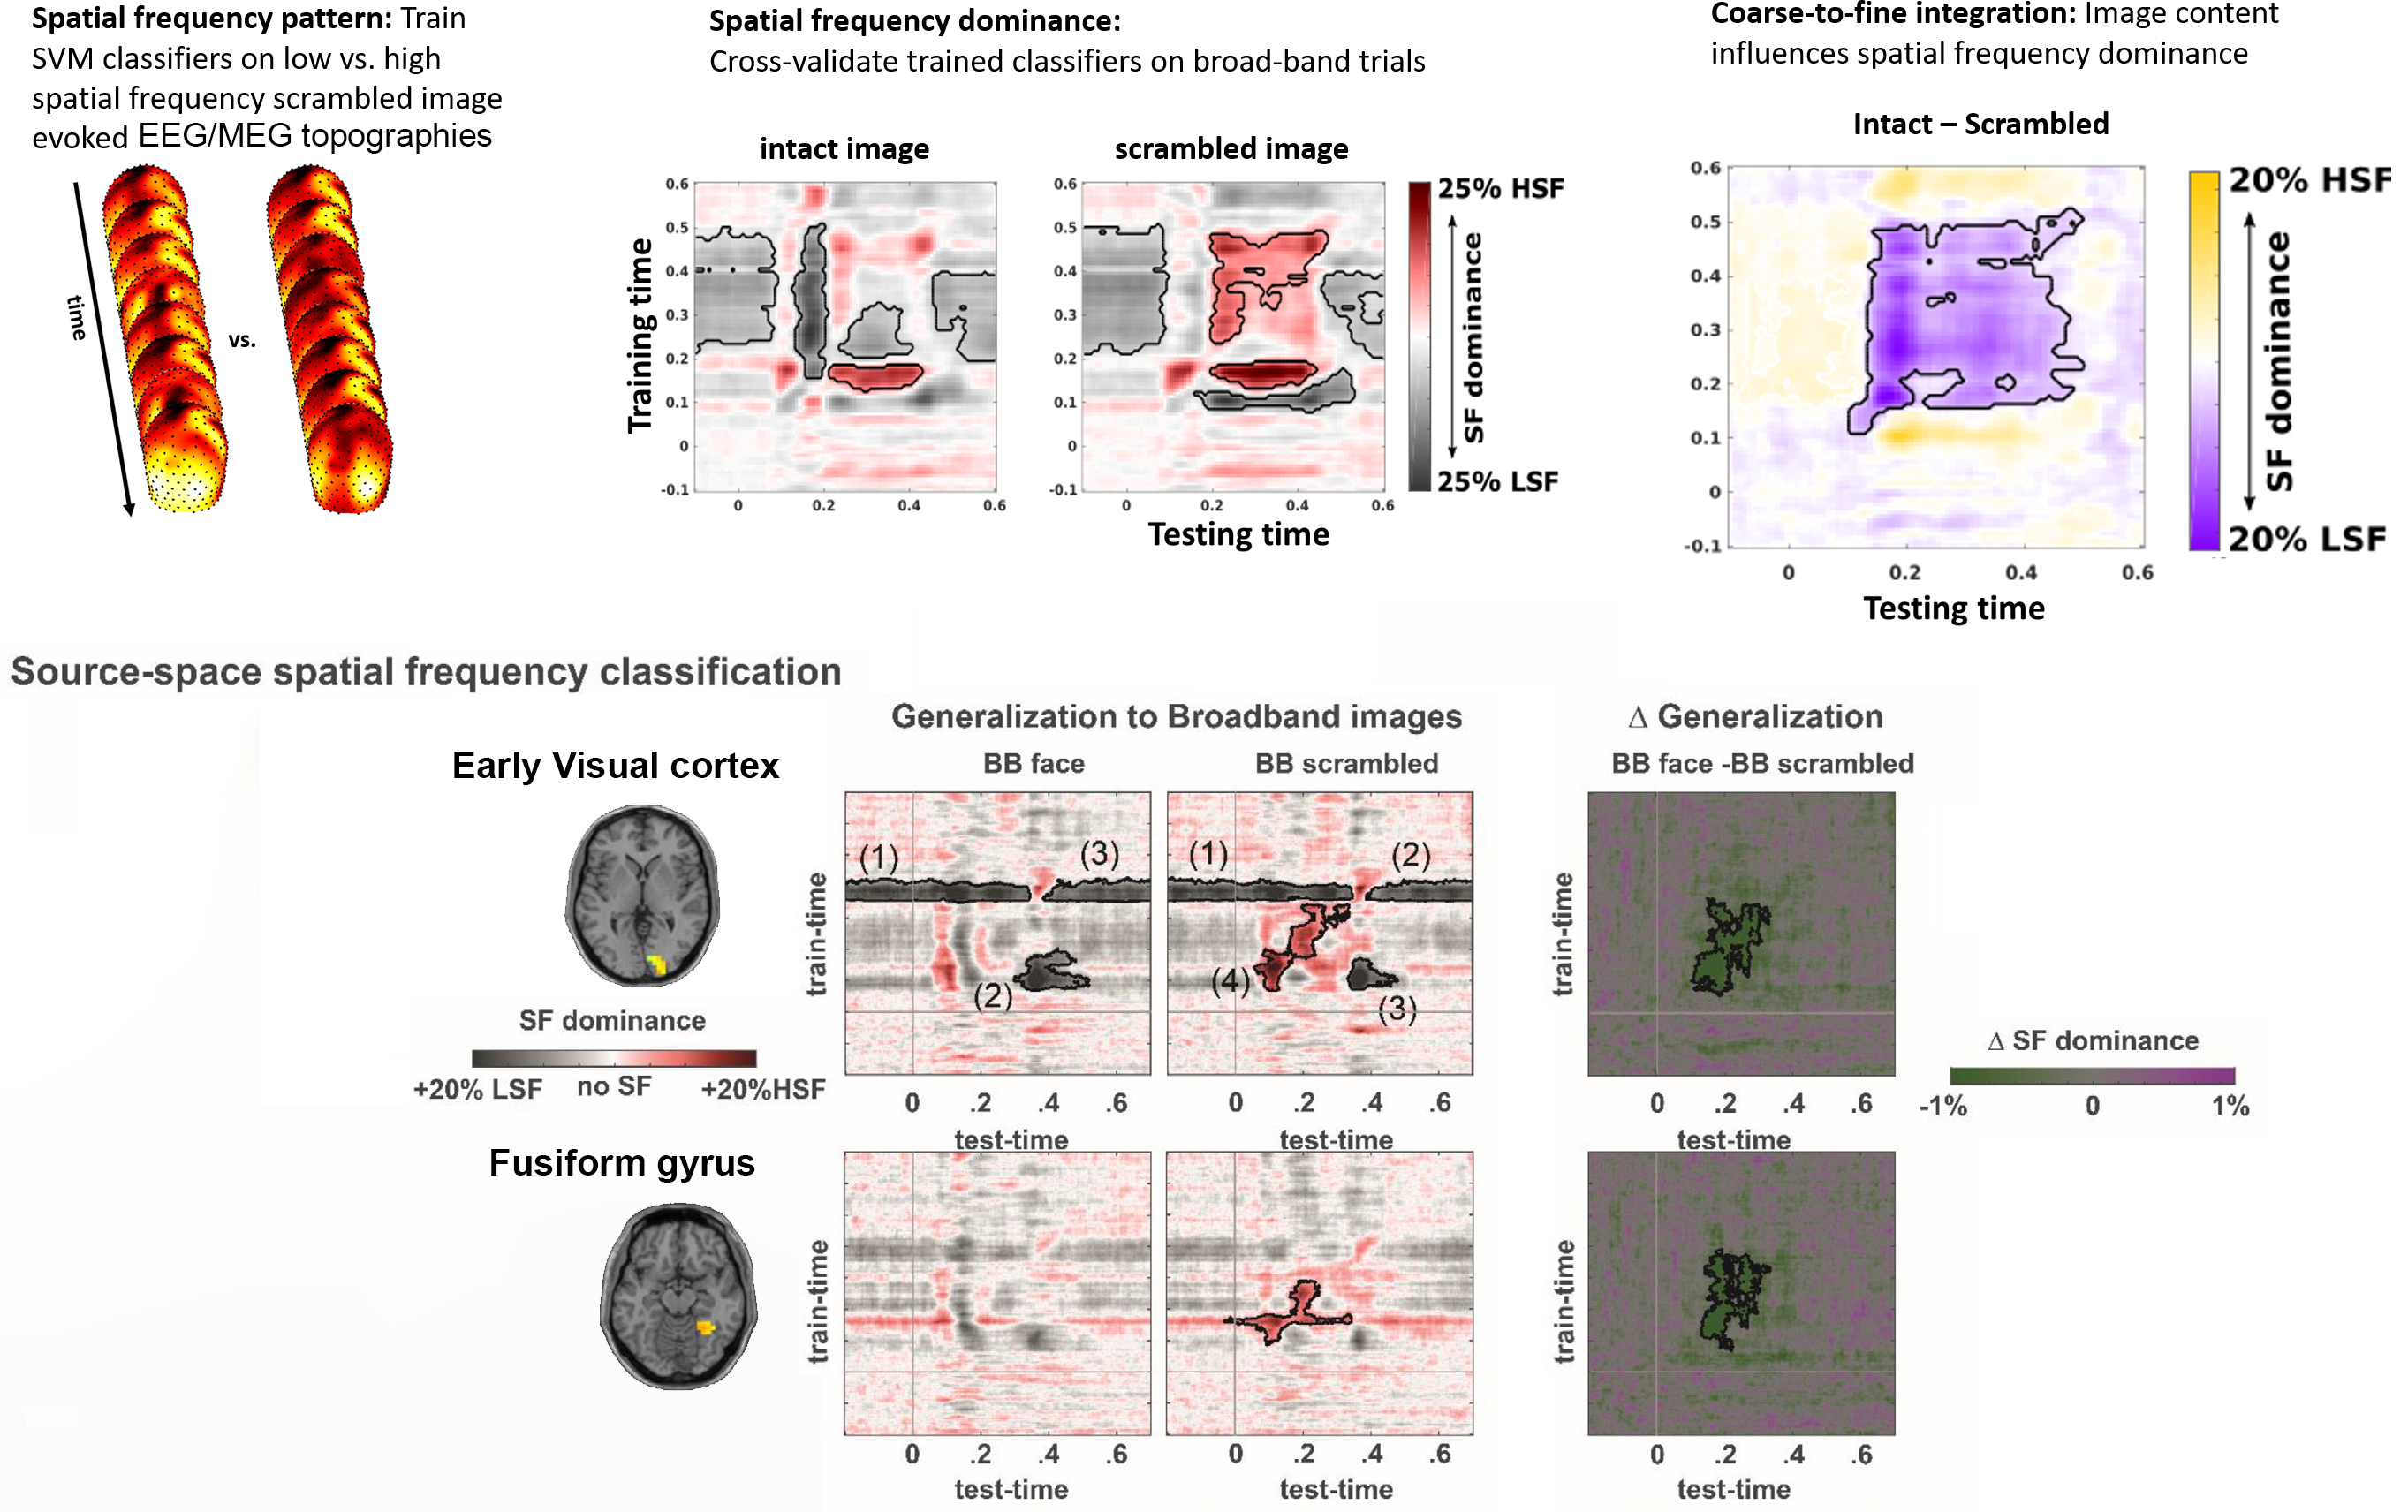 Spatial frequency pattern: Train
SVM classifiers on low vs. high
spatial frequency scrambled image
evoked EEG/MEG topographies
time
vs.
Spatial frequency dominance:
Cross-validate trained classifiers on broad-band trials
intact image
scrambled image
Training time
0.6
0.5
0.4
0.3
0.2
0.1
0
-0.1
0
0.2
0.4
0.6
0.6
0.5
0.4
0.3
0.2
0.1
0
-0.1
0
0.2
0.4
0.6
Testing time
25% HSF
SF dominance
25% LSF
Coarse-to-fine integration: Image content
influences spatial frequency dominance
Intact – Scrambled
0.6
0.5
0.4
0.3
0.2
0.1
0
-0.1
0
0.2
0.4
0.6
Testing time
20% HSF
SF dominance
20% LSF
Source-space spatial frequency classification
Generalization to Broadband images
Δ Generalization
BB face
BB scrambled
BB face -BB scrambled
Early Visual cortex
SF dominance
+20% LSF
no SF
+20%HSF
train-time
(1)
(3)
(2)
0
.2
.4
.6
test-time
(1)
(2)
(4)
(3)
0
.2
.4
.6
test-time
train-time
0
.2
.4
.6
test-time
Δ SF dominance
-1%
0
1%
Fusiform gyrus
train-time
0
.2
.4
.6
test-time
0
.2
.4
.6
test-time
train-time
0
.2
.4
.6
test-time